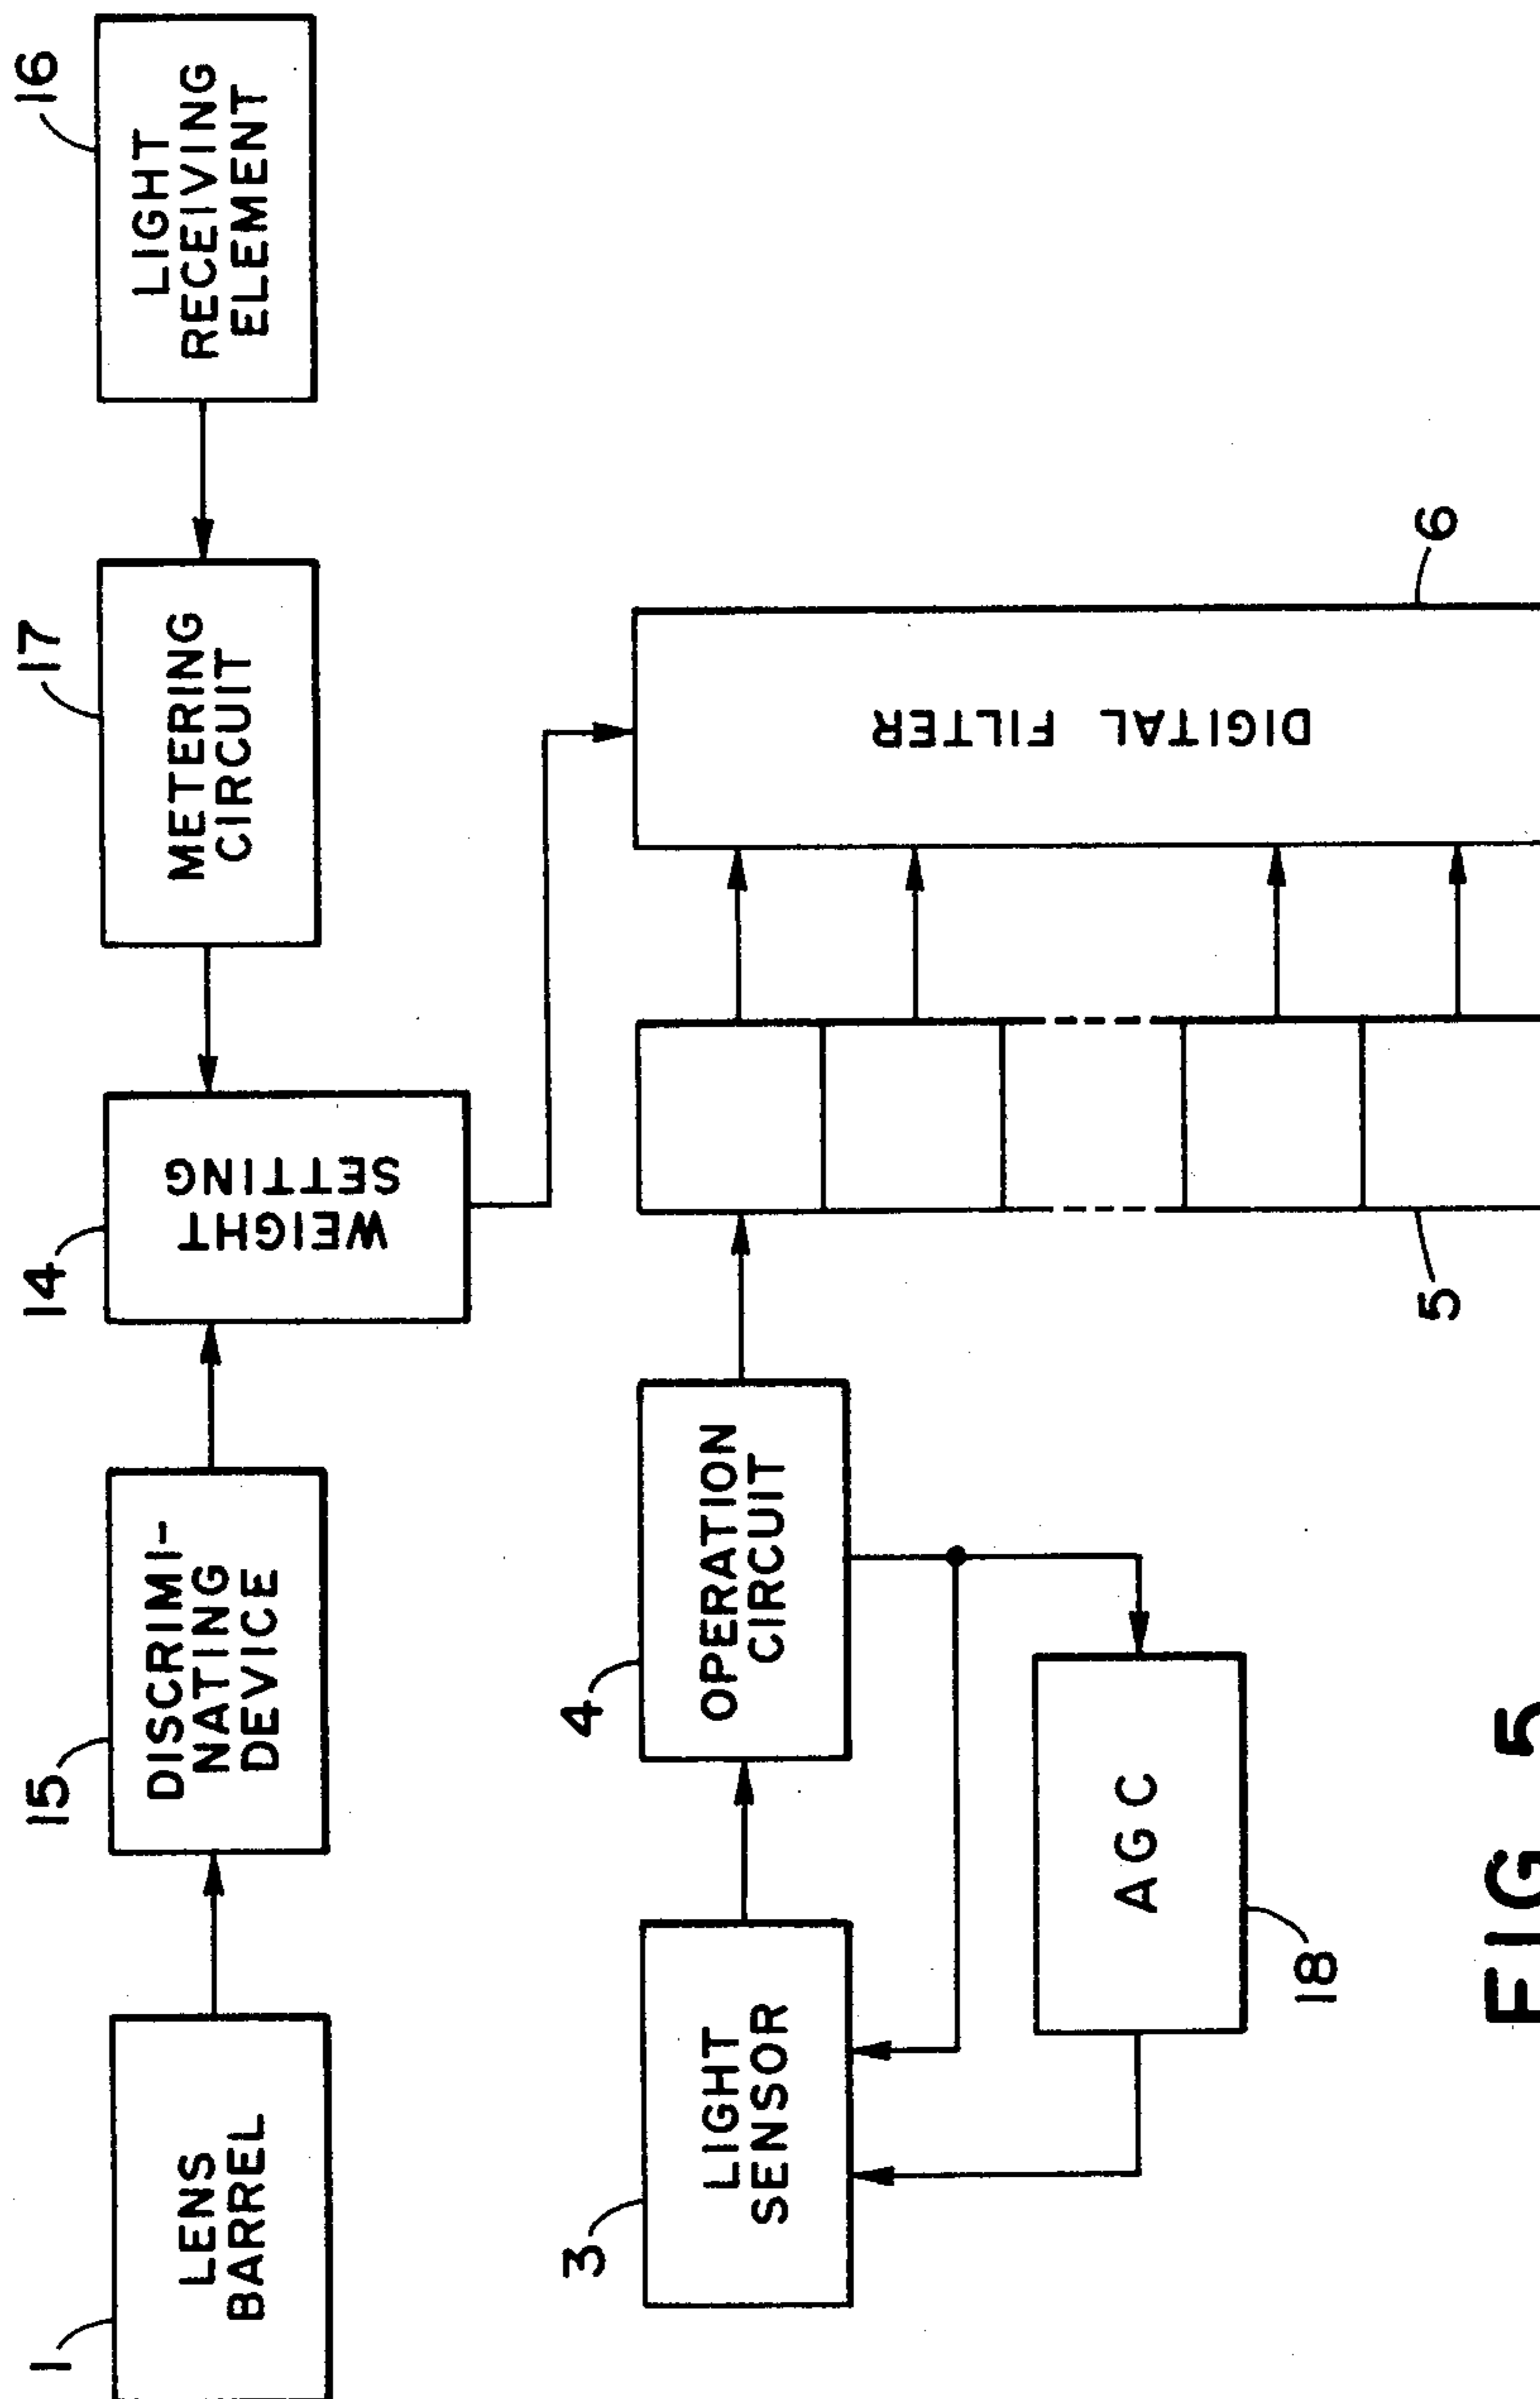 1
LENS
BARREL
15
DISCRIMI-
NATING
DEVICE
14
WEIGHT
SETTING
17
METERING
CIRCUIT
16
LIGHT
RECEIVING
ELEMENT
3
LIGHT
SENSOR
4
OPERATION
CIRCUIT
5
DIGITAL FILTER
6
AGC
18
FIG 5